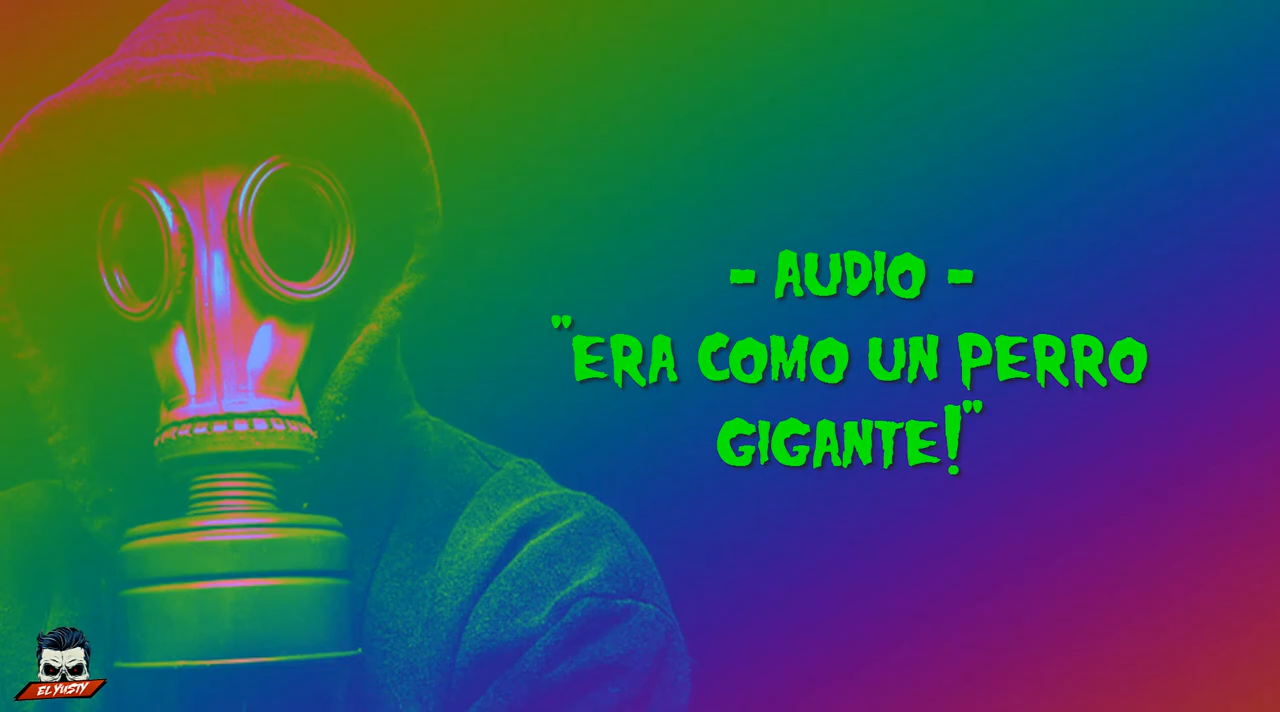 - AUDIO -
"ERA COMO UN PERRO
GIGANTE!"
EL YUSTY